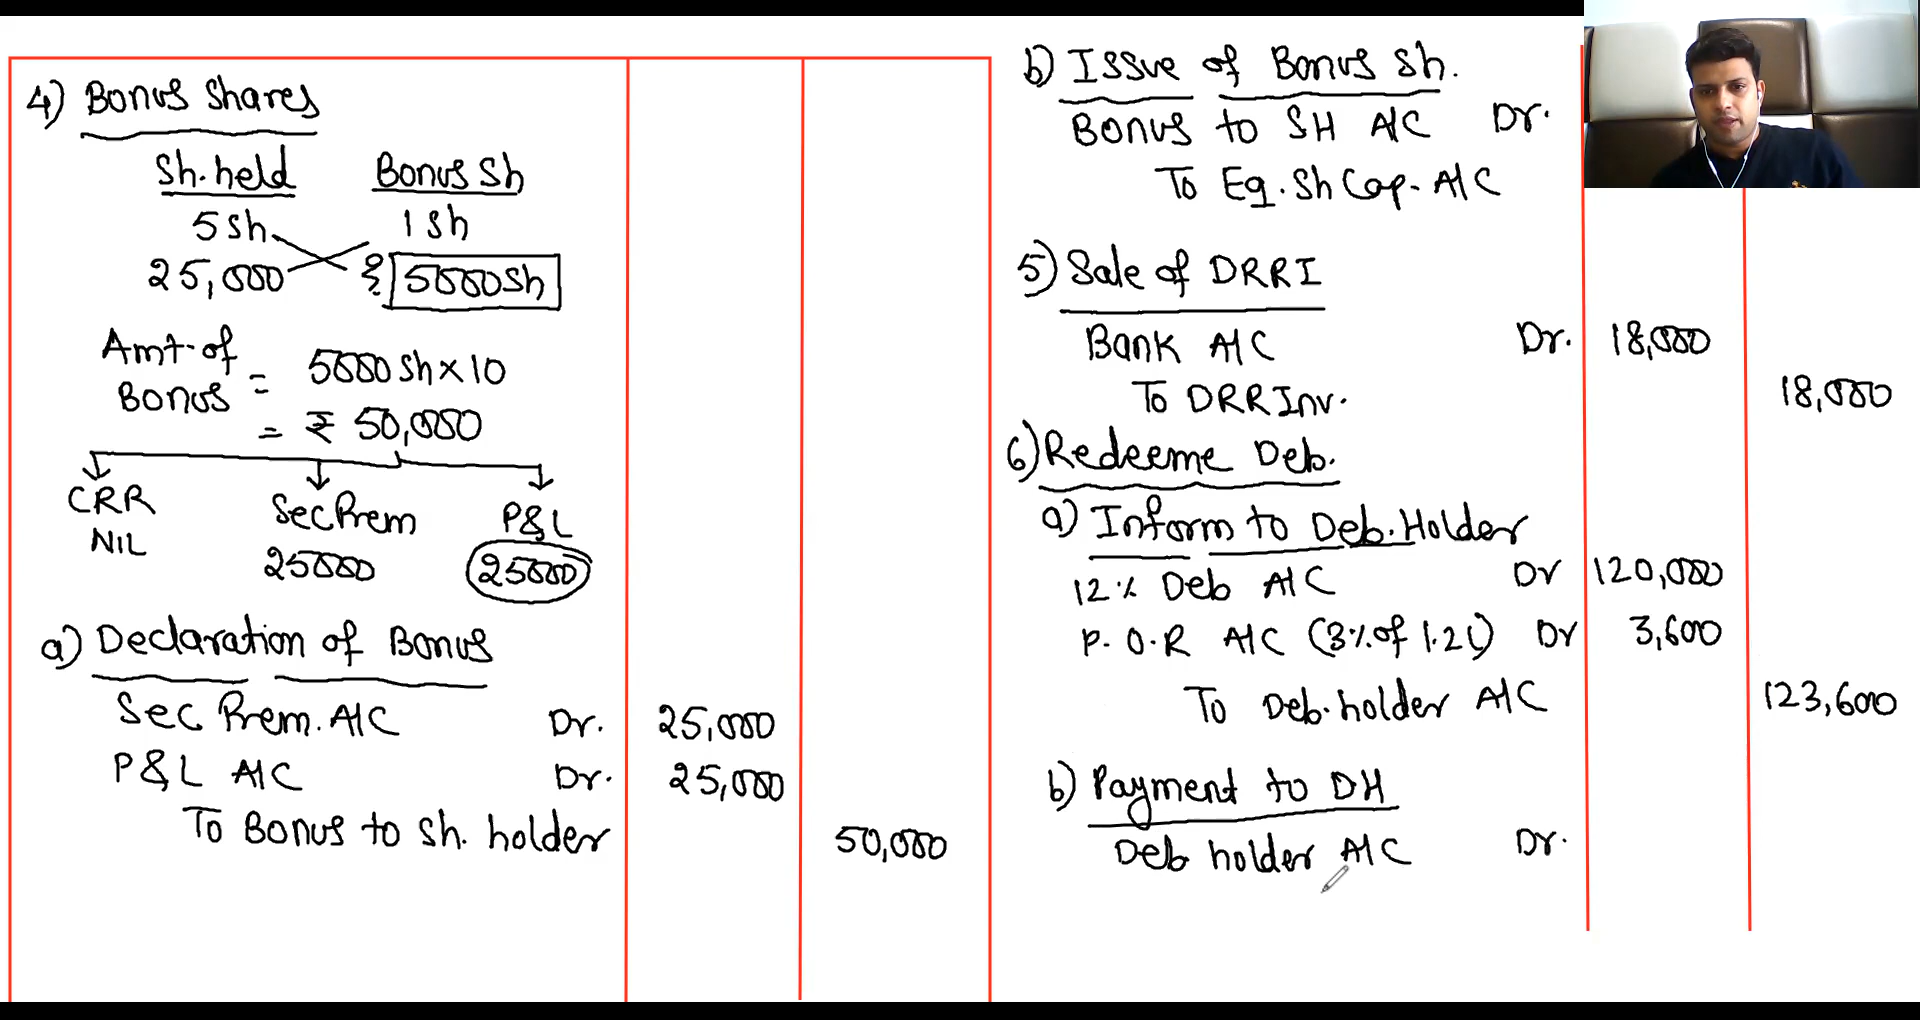 4) Bonus Shares
Sh. held Bonus Sh
5 Sh 1 Sh
25,000 ? 5000 Sh
Amt. of Bonus = 5000 Sh × 10
= ₹ 50,000
CRR Sec Prem P&L
NIL 25000 25000
a) Declaration of Bonus
Sec Prem. A/C Dr. 25,000
P&L A/C Dr. 25,000
To Bonus to Sh. holder 50,000
b) Issue of Bonus Sh.
Bonus to SH A/C Dr.
To Eq. Sh Cap. A/C
5) Sale of DRRI
Bank A/C Dr. 18,000
To DRR Inv. 18,000
6) Redeeme Deb.
a) Inform to Deb. Holder
12% Deb A/C Dr 120,000
P.O.R A/C (3% of 1.2L) Dr 3,600
To Deb. holder A/C 123,600
b) Payment to DH
Deb holder A/C Dr.